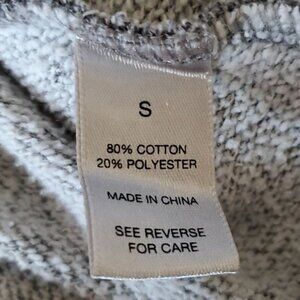 S
80% COTTON
20% POLYESTER
MADE IN CHINA
SEE REVERSE
FOR CARE